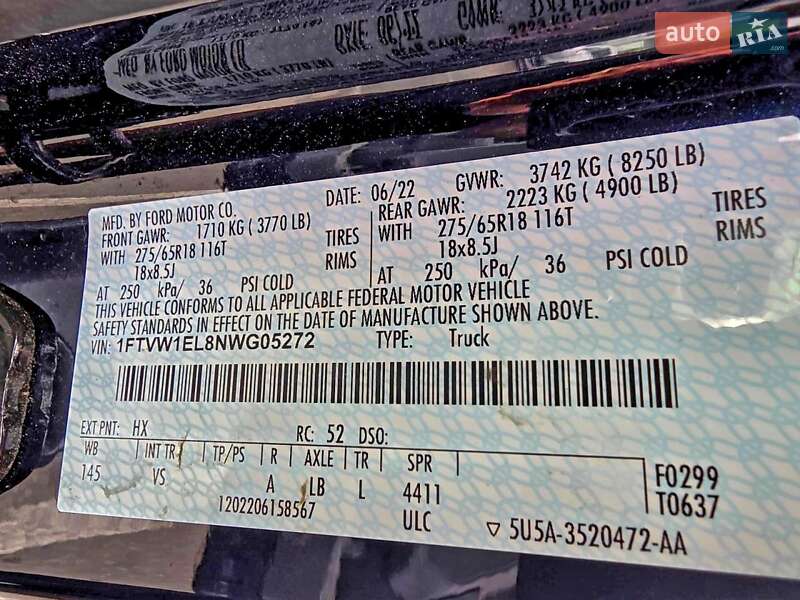 auto RIA.com
MFD. BY FORD MOTOR CO.
DATE: 06/22 GVWR: 3742 KG ( 8250 LB)
FRONT GAWR: 1710 KG ( 3770 LB)
REAR GAWR: 2223 KG ( 4900 LB)
WITH 275/65R18 116T TIRES
WITH 275/65R18 116T TIRES
18x8.5J RIMS
18x8.5J RIMS
AT 250 kPa/ 36 PSI COLD
AT 250 kPa/ 36 PSI COLD
THIS VEHICLE CONFORMS TO ALL APPLICABLE FEDERAL MOTOR VEHICLE
SAFETY STANDARDS IN EFFECT ON THE DATE OF MANUFACTURE SHOWN ABOVE.
VIN: 1FTVW1EL8NWG05272 TYPE: Truck
EXT PNT: HX RC: 52 DSO:
WB INT TR TP/PS R AXLE TR SPR
145 VS A LB L 4411
1202206158567 ULC
F0299
T0637
5U5A-3520472-AA